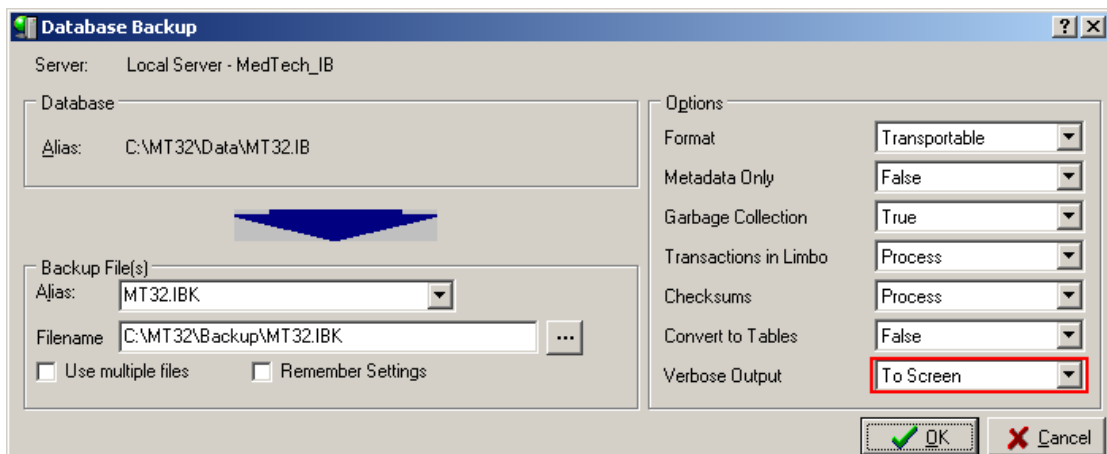 Database Backup
Server: Local Server - MedTech_IB
Database
Alias: C:\MT32\Data\MT32.IB
Backup File(s)
Alias: MT32.IBK
Filename C:\MT32\Backup\MT32.IBK ...
Use multiple files Remember Settings
Options
Format Transportable
Metadata Only False
Garbage Collection True
Transactions in Limbo Process
Checksums Process
Convert to Tables False
Verbose Output To Screen
OK Cancel